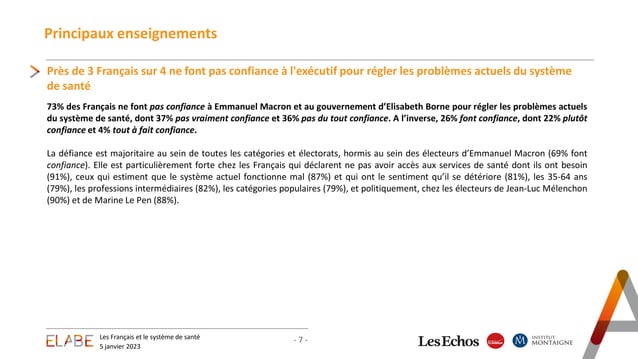 Principaux enseignements
Près de 3 Français sur 4 ne font pas confiance à l'exécutif pour régler les problèmes actuels du système
de santé
73% des Français ne font pas confiance à Emmanuel Macron et au gouvernement d’Elisabeth Borne pour régler les problèmes actuels
du système de santé, dont 37% pas vraiment confiance et 36% pas du tout confiance. A l’inverse, 26% font confiance, dont 22% plutôt
confiance et 4% tout à fait confiance.
La défiance est majoritaire au sein de toutes les catégories et électorats, hormis au sein des électeurs d’Emmanuel Macron (69% font
confiance). Elle est particulièrement forte chez les Français qui déclarent ne pas avoir accès aux services de santé dont ils ont besoin
(91%), ceux qui estiment que le système actuel fonctionne mal (87%) et qui ont le sentiment qu’il se détériore (81%), les 35-64 ans
(79%), les professions intermédiaires (82%), les catégories populaires (79%), et politiquement, chez les électeurs de Jean-Luc Mélenchon
(90%) et de Marine Le Pen (88%).
ELABE
Les Français et le système de santé
5 janvier 2023
- 7 -
Les Echos
M
INSTITUT
MONTAIGNE